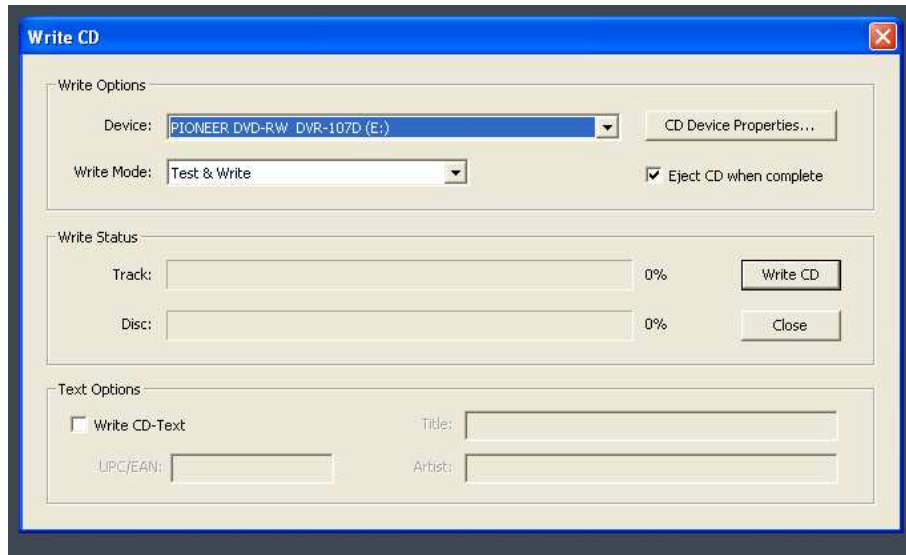 Write CD
Write Options
Device: PIONEER DVD-RW DVR-107D (E:) CD Device Properties...
Write Mode: Test & Write Eject CD when complete
Write Status
Track: 0% Write CD
Disc: 0% Close
Text Options
Write CD-Text Title:
UPC/EAN: Artist: